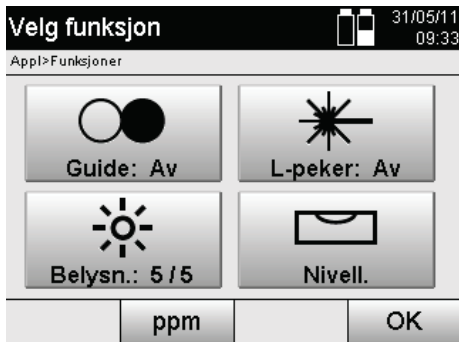 Velg funksjon
31/05/11
09:33
Appl>Funksjoner
Guide: Av
L-peker: Av
Belysn.: 5/5
Nivell.
ppm
OK